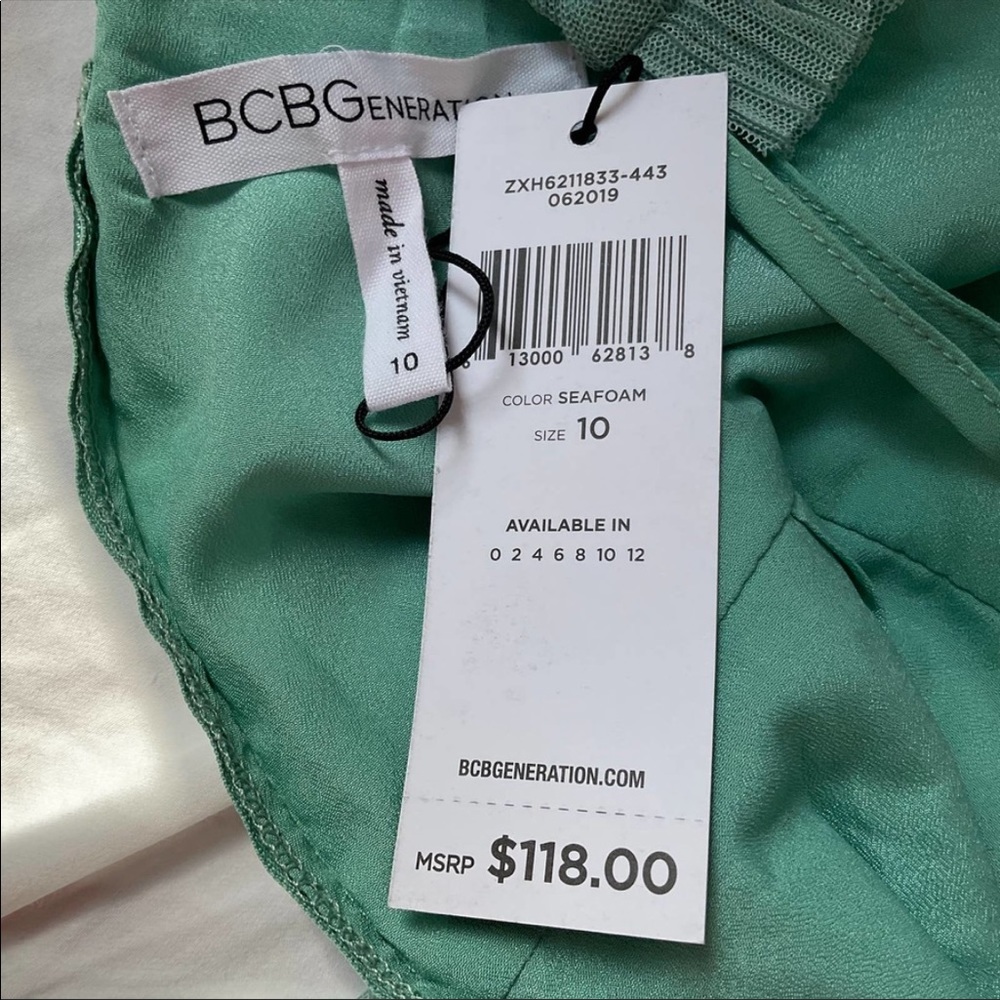 BCBGENERATION
made in vietnam
10
ZXH6211833-443
062019
13000 62813 8
COLOR SEAFOAM
SIZE 10
AVAILABLE IN
0 2 4 6 8 10 12
BCBGENERATION.COM
MSRP $118.00